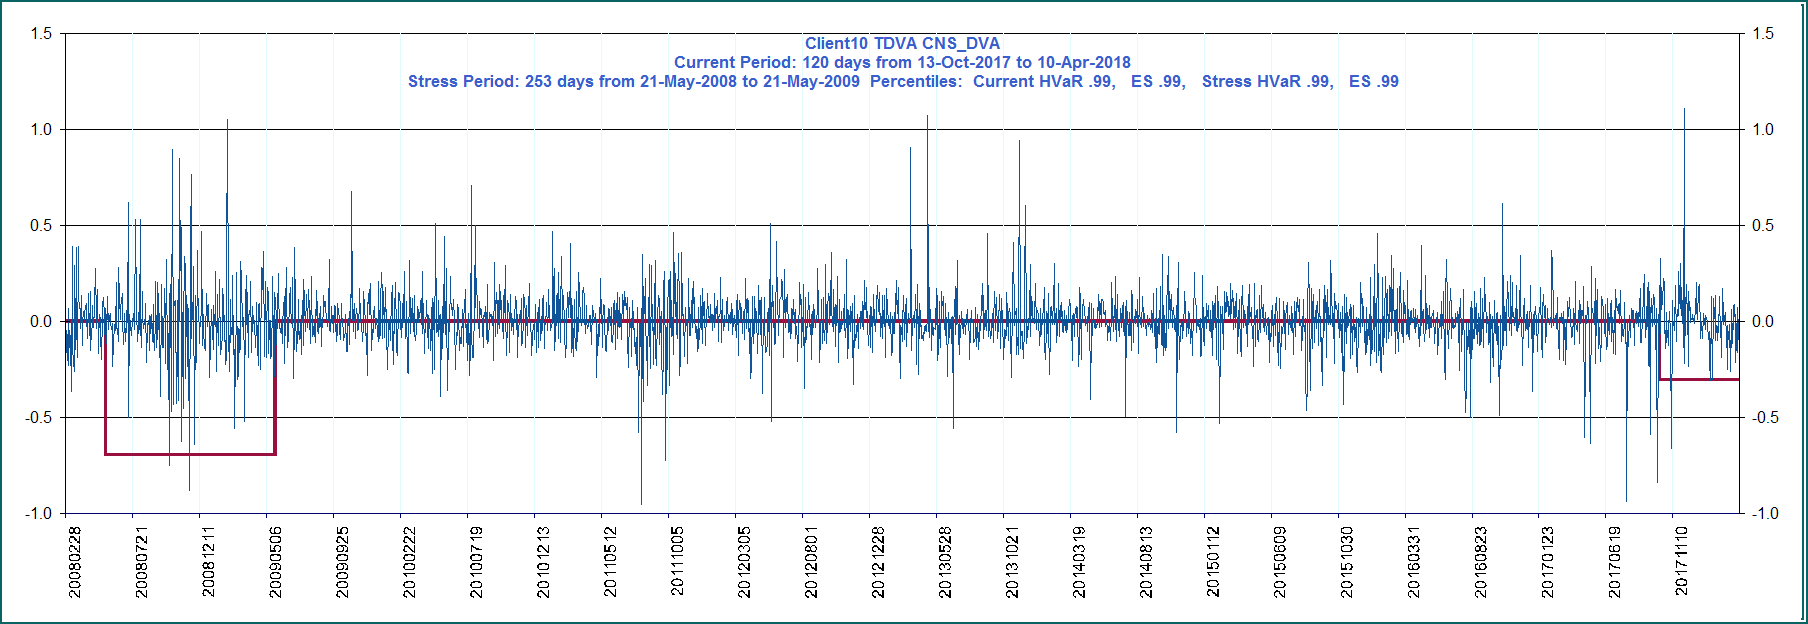 Client10 TDVA CNS_DVA
Current Period: 120 days from 13-Oct-2017 to 10-Apr-2018
Stress Period: 253 days from 21-May-2008 to 21-May-2009  Percentiles:  Current HVaR .99,   ES .99,   Stress HVaR .99,   ES .99
1.5 1.5
1.0 1.0
0.5 0.5
0.0 0.0
-0.5 -0.5
-1.0 -1.0
20080228 20080721 20081211 20090506 20090925 20100222 20100719 20101213 20110512 20111005 20120305 20120801 20121228 20130528 20131021 20140319 20140813 20150112 20150609 20151030 20160331 20160823 20170123 20170619 20171110